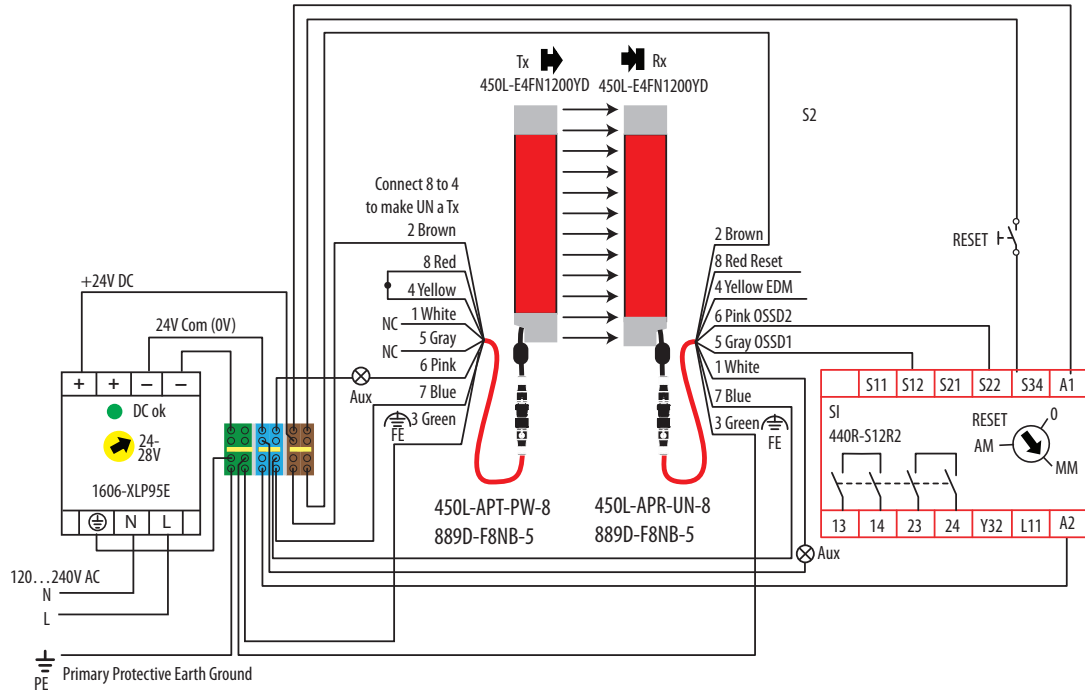 Tx
450L-E4FN1200YD
Rx
450L-E4FN1200YD
S2
Connect 8 to 4
to make UN a Tx
2 Brown
8 Red
4 Yellow
1 White
NC
5 Gray
NC
6 Pink
Aux
7 Blue
3 Green
FE
2 Brown
8 Red Reset
4 Yellow EDM
6 Pink OSSD2
5 Gray OSSD1
1 White
7 Blue
3 Green
FE
RESET
+24V DC
24V Com (0V)
+ + – –
DC ok
24-
28V
1606-XLP95E
N L
120...240V AC
N
L
PE
Primary Protective Earth Ground
450L-APT-PW-8
889D-F8NB-5
450L-APR-UN-8
889D-F8NB-5
S11 S12 S21 S22 S34 A1
SI
440R-S12R2
RESET
0
AM
MM
13 14 23 24 Y32 L11 A2
Aux